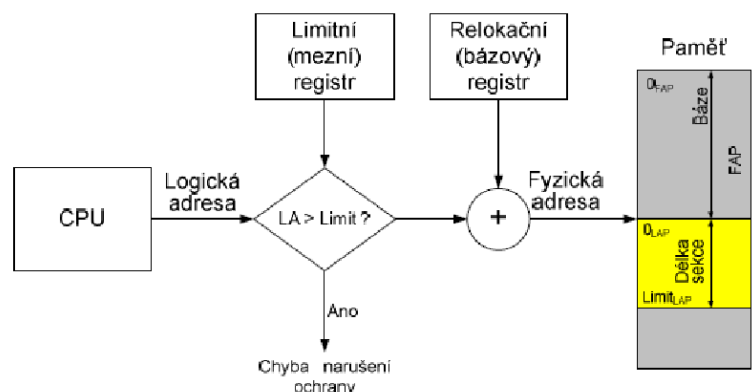 Limitní
(mezní)
registr
Relokační
(bázový)
registr
Paměť
0FAP
Báze
FAP
CPU
Logická
adresa
LA > Limit ?
+
Fyzická
adresa
0LAP
Délka
sekce
LimitLAP
Ano
Chyba narušení
ochrany